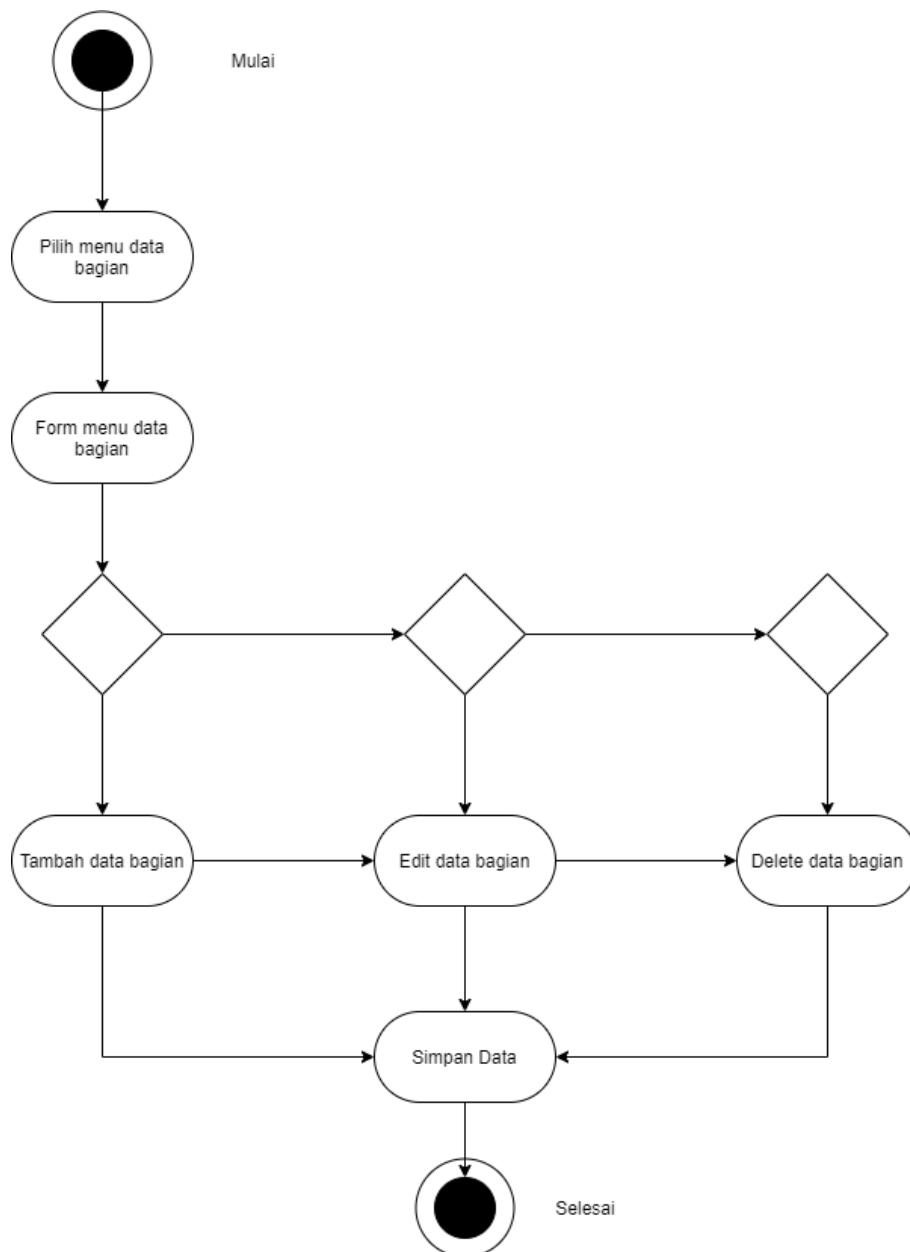 Mulai
Pilih menu data
bagian
Form menu data
bagian
Tambah data bagian
Edit data bagian
Delete data bagian
Simpan Data
Selesai